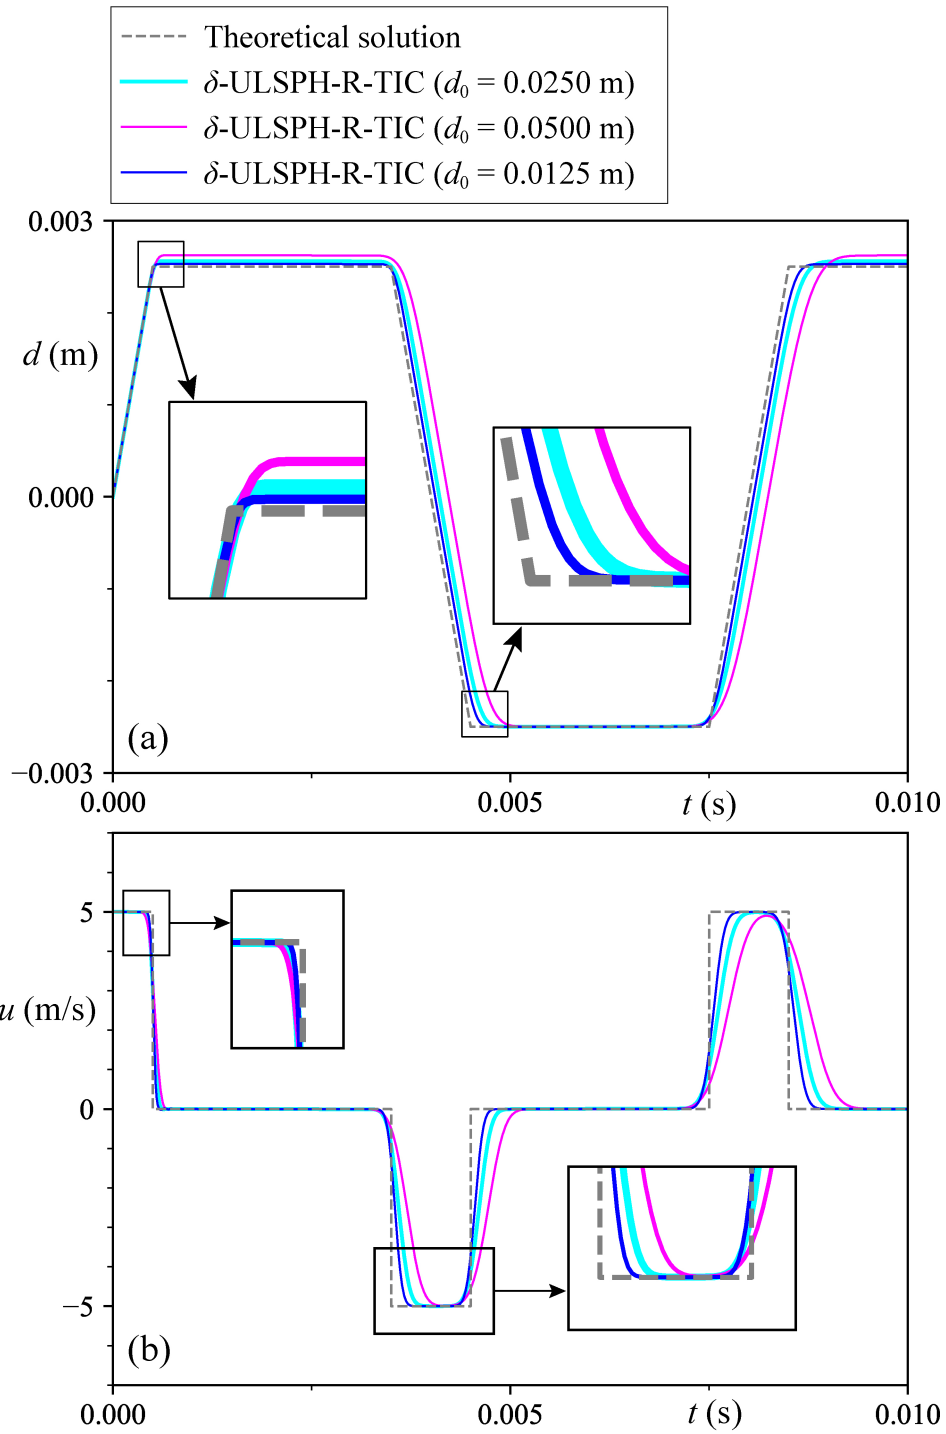 Theoretical solution
δ-ULSPH-R-TIC (d₀ = 0.0250 m)
δ-ULSPH-R-TIC (d₀ = 0.0500 m)
δ-ULSPH-R-TIC (d₀ = 0.0125 m)
0.003
d (m)
0.000
(a)
−0.003
0.000 0.005 t (s) 0.010
5
u (m/s)
0
−5
(b)
0.000 0.005 t (s) 0.010